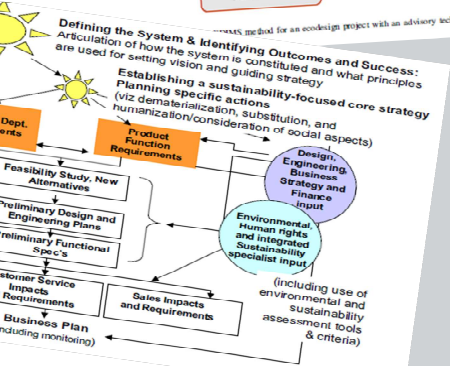 method for an ecodesign project with an advisory
Defining the System & Identifying Outcomes and Success:
Articulation of how the system is constituted and what principles
are used for setting vision and guiding strategy
Establishing a sustainability-focused core strategy
Planning specific actions
(viz dematerialization, substitution, and
humanization/consideration of social aspects)
Dept.
Product
Function
Requirements
Design,
Engineering,
Business
Strategy and
Finance
input
Feasibility Study, New
Alternatives
Preliminary Design and
Engineering Plans
Preliminary Functional
Spec's
Environmental,
Human rights
and integrated
Sustainability
specialist input
(including use of
environmental and
sustainability
assessment tools
& criteria)
Customer Service
Impacts
Requirements
Sales Impacts
and Requirements
Business Plan
(including monitoring)